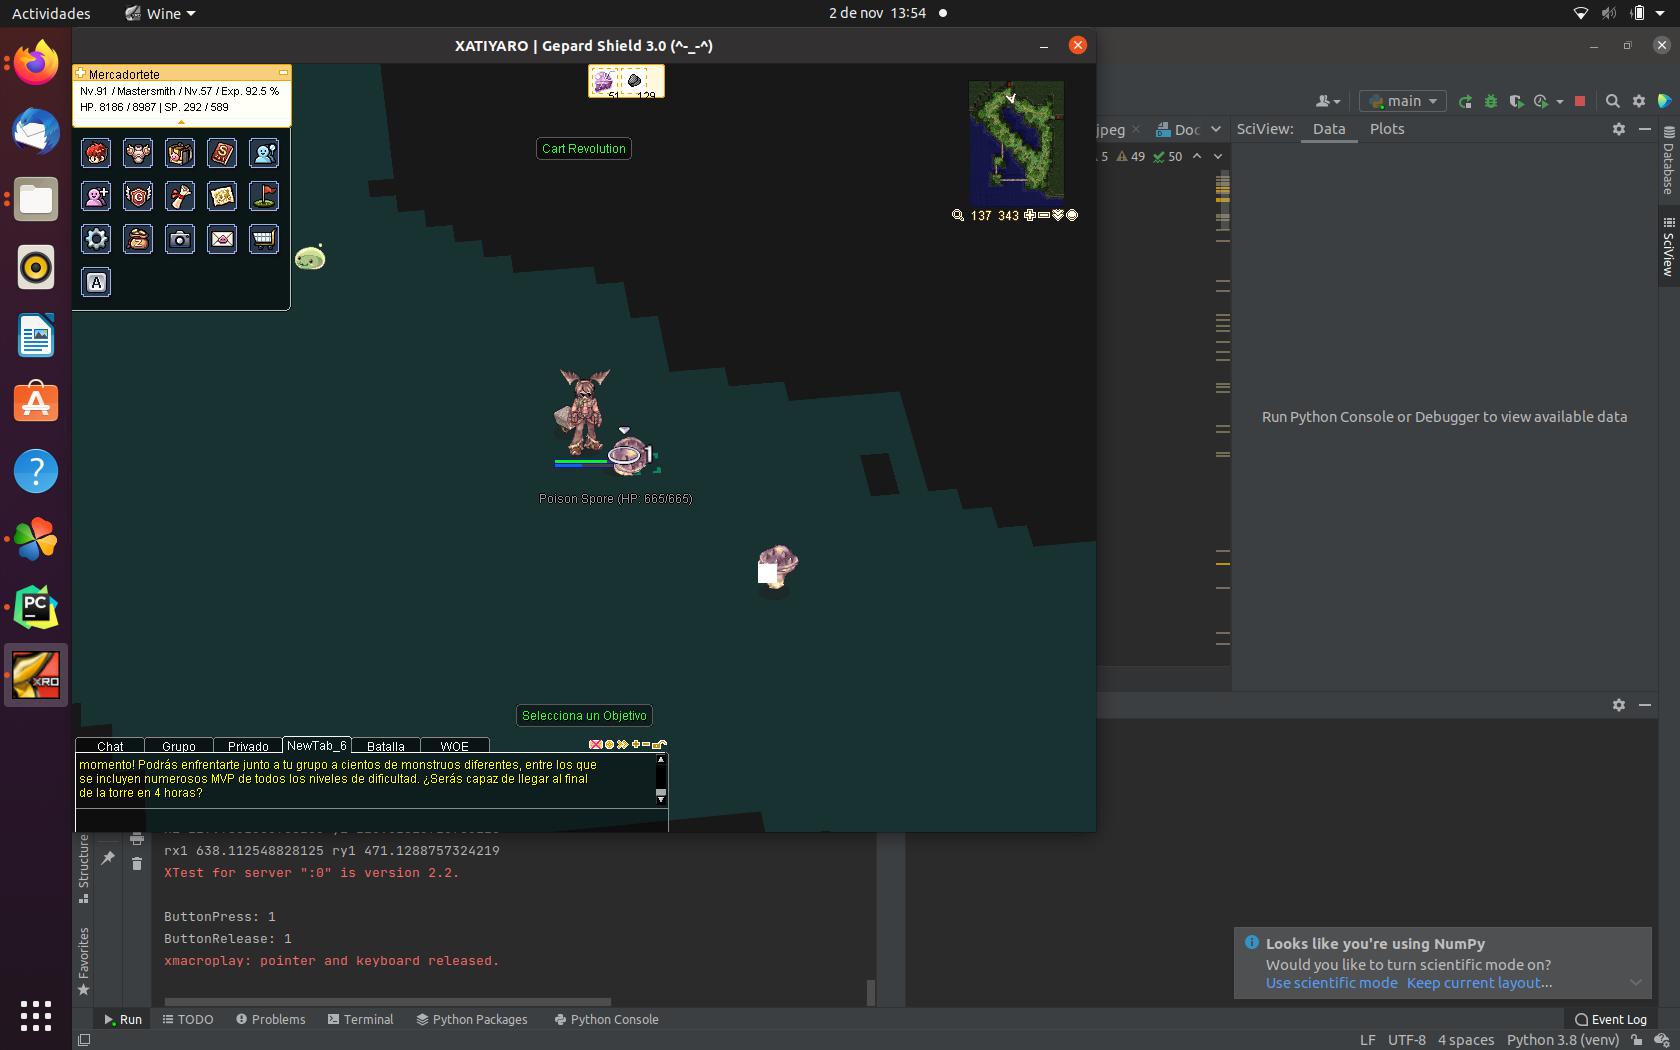 Actividades
Wine
2 de nov 13:54
XATIYARO | Gepard Shield 3.0 (^-_-^)
Mercadortete
Nv.91 / Mastersmith / Nv.57 / Exp. 92.5 %
HP. 8186 / 8987 | SP. 292 / 589
51
129
Cart Revolution
137 343
A
Poison Spore (HP: 665/665)
1
Selecciona un Objetivo
Chat
Grupo
Privado
NewTab_6
Batalla
WOE
momento! Podrás enfrentarte junto a tu grupo a cientos de monstruos diferentes, entre los que
se incluyen numerosos MVP de todos los niveles de dificultad. ¿Serás capaz de llegar al final
de la torre en 4 horas?
PC
XRO
main
jpeg
Doc
SciView:
Data
Plots
5
49
50
Database
SciView
Run Python Console or Debugger to view available data
rx1 638.112548828125 ry1 471.1288757324219
XTest for server ":0" is version 2.2.
ButtonPress: 1
ButtonRelease: 1
xmacroplay: pointer and keyboard released.
Structure
Favorites
Looks like you're using NumPy
Would you like to turn scientific mode on?
Use scientific mode Keep current layout...
Run
TODO
Problems
Terminal
Python Packages
Python Console
Event Log
LF UTF-8 4 spaces Python 3.8 (venv)